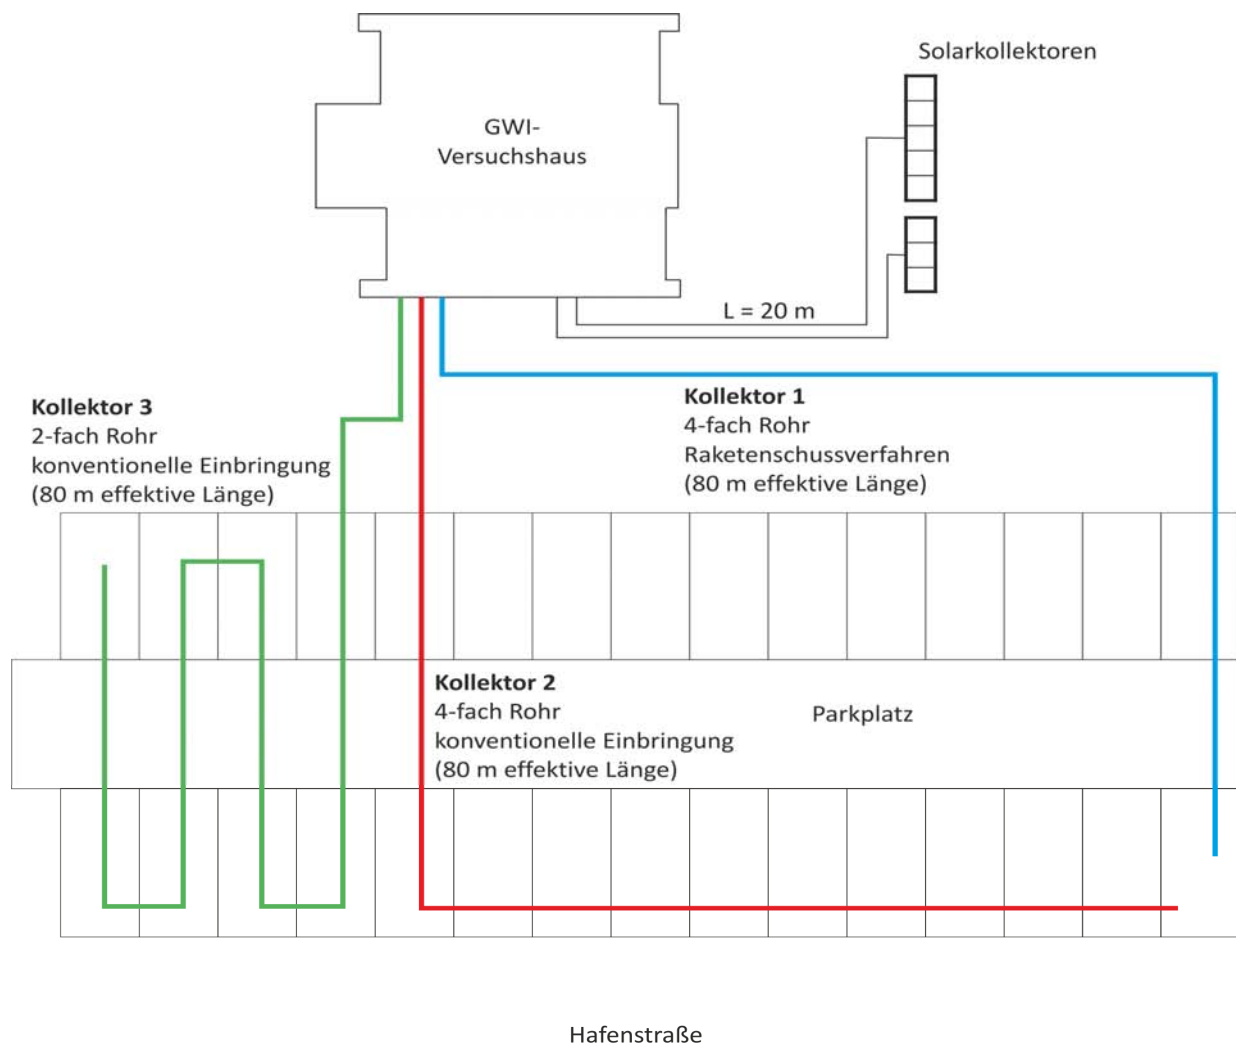 Solarkollektoren
GWI-
Versuchshaus
L = 20 m
Kollektor 1
4-fach Rohr
Raketenschussverfahren
(80 m effektive Länge)
Kollektor 3
2-fach Rohr
konventionelle Einbringung
(80 m effektive Länge)
Kollektor 2
4-fach Rohr
konventionelle Einbringung
(80 m effektive Länge)
Parkplatz
Hafenstraße